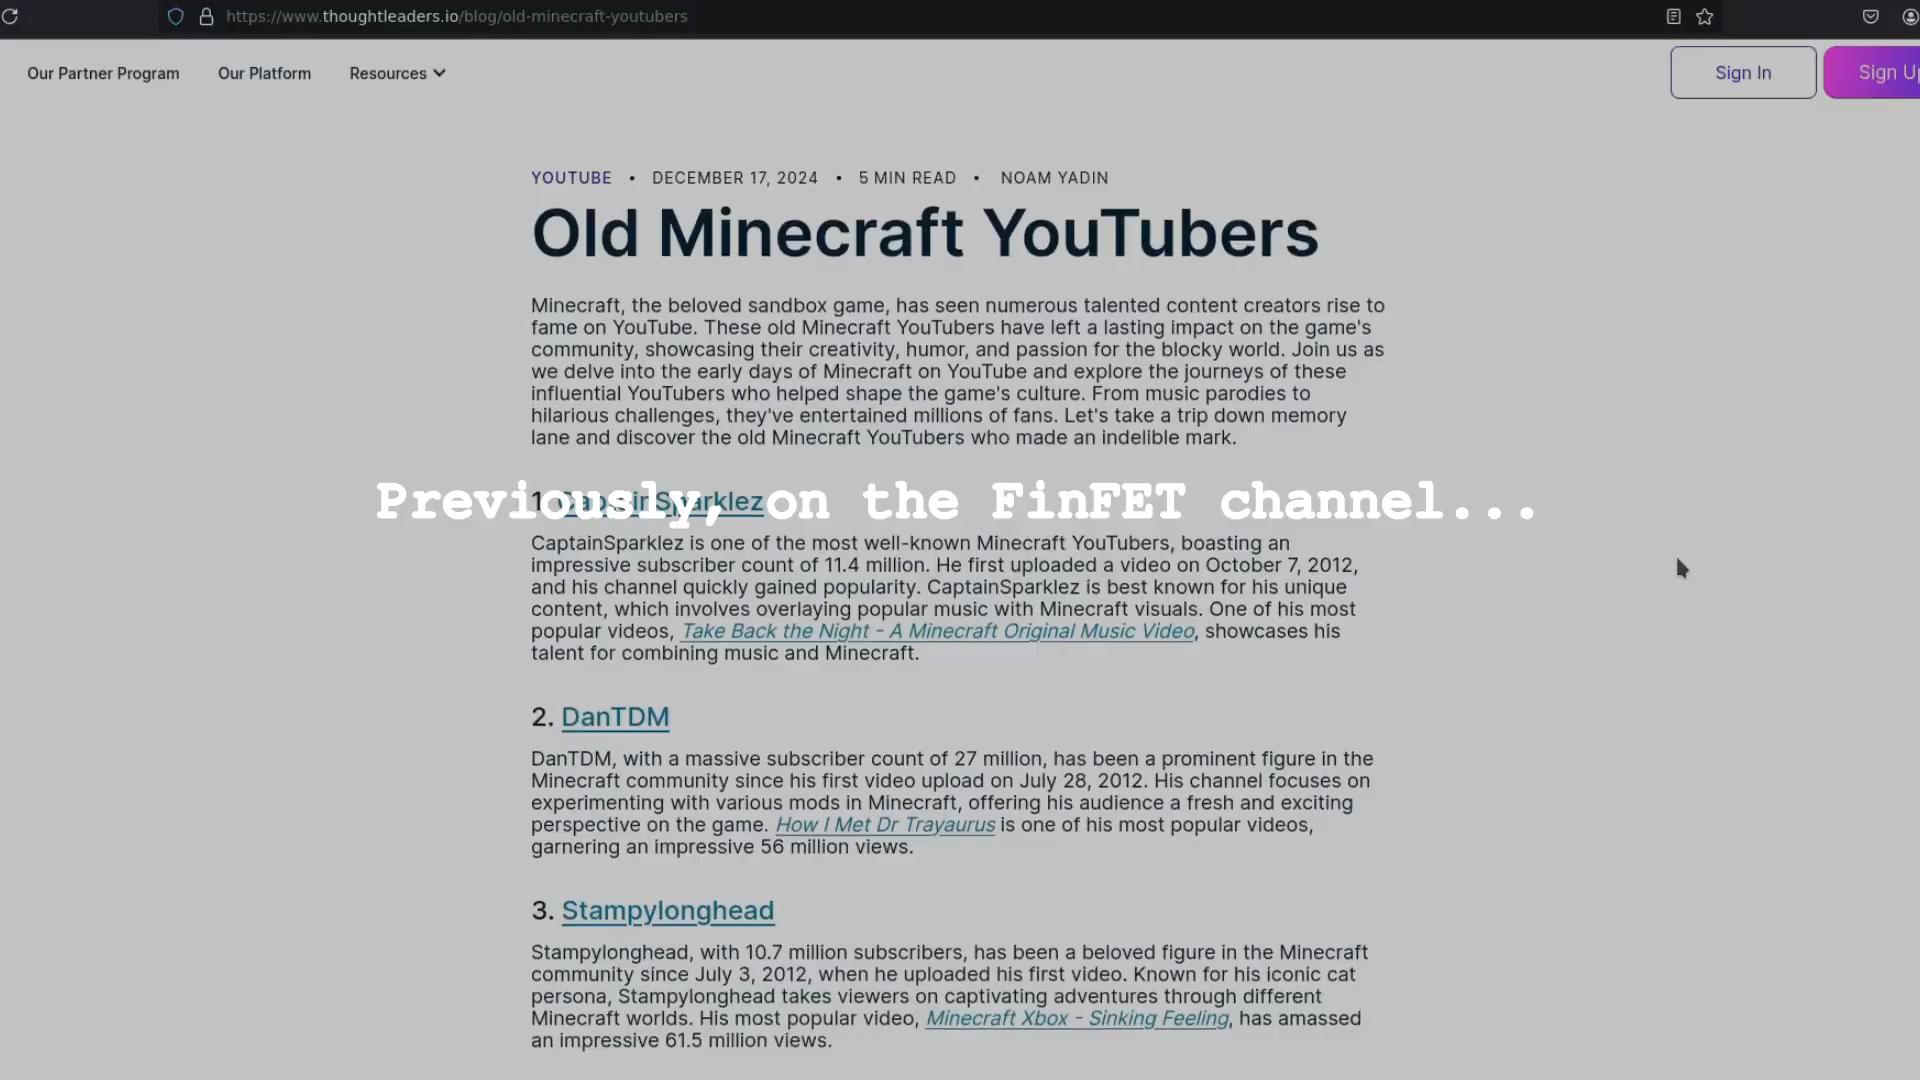 https://www.thoughtleaders.io/blog/old-minecraft-youtubers
Our Partner Program Our Platform Resources
Sign In Sign Up
YOUTUBE • DECEMBER 17, 2024 • 5 MIN READ • NOAM YADIN
Old Minecraft YouTubers
Minecraft, the beloved sandbox game, has seen numerous talented content creators rise to
fame on YouTube. These old Minecraft YouTubers have left a lasting impact on the game's
community, showcasing their creativity, humor, and passion for the blocky world. Join us as
we delve into the early days of Minecraft on YouTube and explore the journeys of these
influential YouTubers who helped shape the game's culture. From music parodies to
hilarious challenges, they've entertained millions of fans. Let's take a trip down memory
lane and discover the old Minecraft YouTubers who made an indelible mark.
1. CaptainSparklez
Previously, on the FinFET channel...
CaptainSparklez is one of the most well-known Minecraft YouTubers, boasting an
impressive subscriber count of 11.4 million. He first uploaded a video on October 7, 2012,
and his channel quickly gained popularity. CaptainSparklez is best known for his unique
content, which involves overlaying popular music with Minecraft visuals. One of his most
popular videos, Take Back the Night - A Minecraft Original Music Video, showcases his
talent for combining music and Minecraft.
2. DanTDM
DanTDM, with a massive subscriber count of 27 million, has been a prominent figure in the
Minecraft community since his first video upload on July 28, 2012. His channel focuses on
experimenting with various mods in Minecraft, offering his audience a fresh and exciting
perspective on the game. How I Met Dr Trayaurus is one of his most popular videos,
garnering an impressive 56 million views.
3. Stampylonghead
Stampylonghead, with 10.7 million subscribers, has been a beloved figure in the Minecraft
community since July 3, 2012, when he uploaded his first video. Known for his iconic cat
persona, Stampylonghead takes viewers on captivating adventures through different
Minecraft worlds. His most popular video, Minecraft Xbox - Sinking Feeling, has amassed
an impressive 61.5 million views.